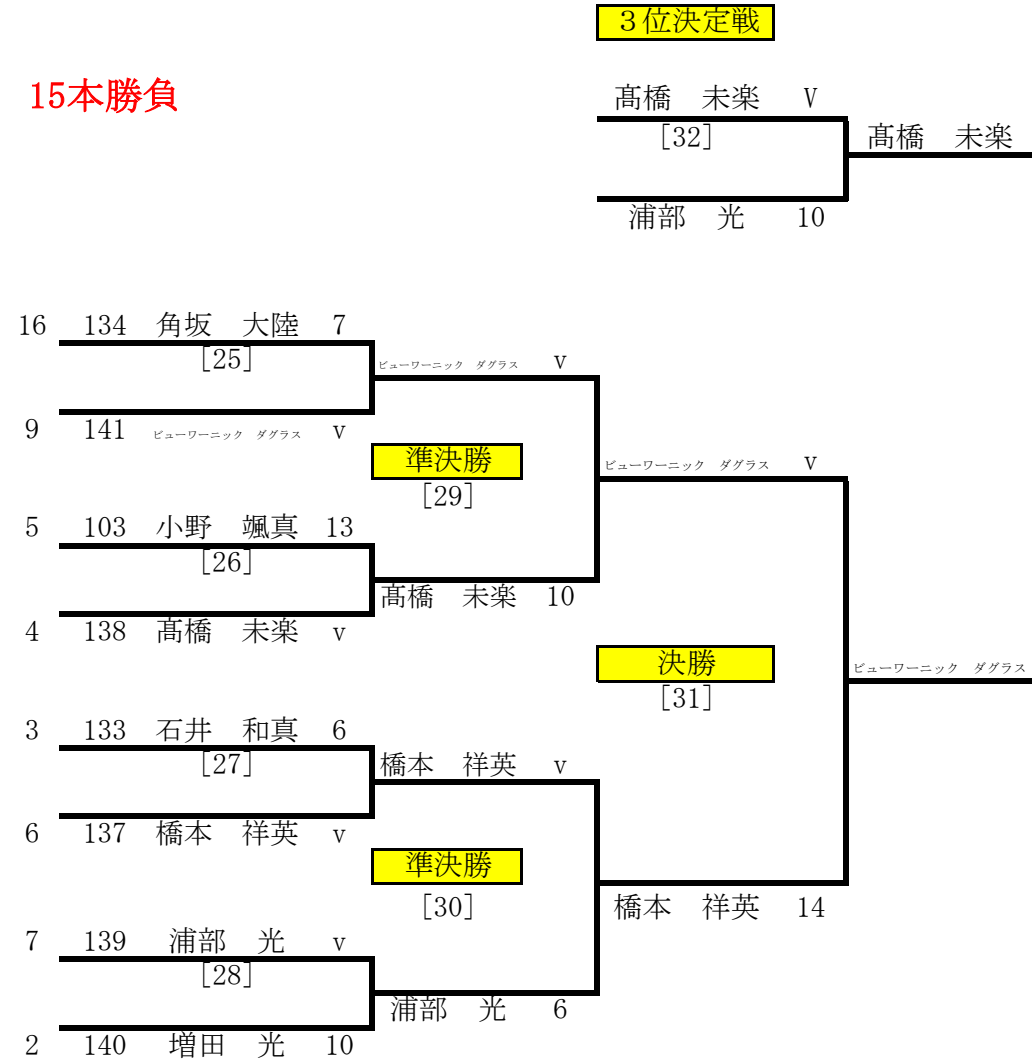 ３位決定戦
15本勝負
髙橋　未楽　V
[32]
髙橋　未楽
浦部　光　10
16　134　角坂　大陸　7
[25]
ビューワーニック　ダグラス　V
9　141　ビューワーニック　ダグラス　v
準決勝
[29]
ビューワーニック　ダグラス　V
5　103　小野　颯真　13
[26]
髙橋　未楽　10
4　138　髙橋　未楽　v
決勝
[31]
ビューワーニック　ダグラス
3　133　石井　和真　6
[27]
橋本　祥英　v
6　137　橋本　祥英　v
準決勝
[30]
橋本　祥英　14
7　139　浦部　光　v
[28]
浦部　光　6
2　140　増田　光　10